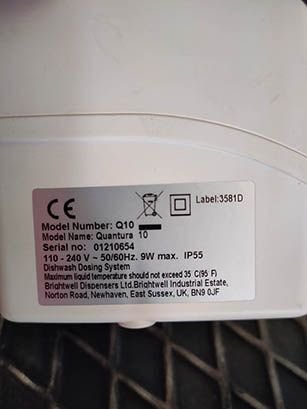 CE
Label:3581D
Model Number: Q10
Model Name: Quantura 10
Serial no: 01210654
110 - 240 V ~ 50/60Hz. 9W max. IP55
Dishwash Dosing System
Maximum liquid temperature should not exceed 35 C(95 F)
Brightwell Dispensers Ltd.Brightwell Industrial Estate,
Norton Road, Newhaven, East Sussex, UK, BN9 0JF